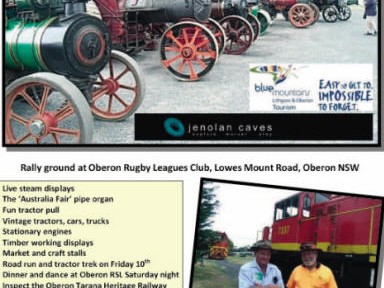 blue
mountains
Lithgow & Oberon
Tourism
EASY to GET TO.
IMPOSSIBLE
TO FORGET.
jenolan caves
Rally ground at Oberon Rugby Leagues Club, Lowes Mount Road, Oberon NSW
Live steam displays
The 'Australia Fair' pipe organ
Fun tractor pull
Vintage tractors, cars, trucks
Stationary engines
Timber working displays
Market and craft stalls
Road run and tractor trek on Friday 10th
Dinner and dance at Oberon RSL Saturday night
Inspect the Oberon Tarana Heritage Railway